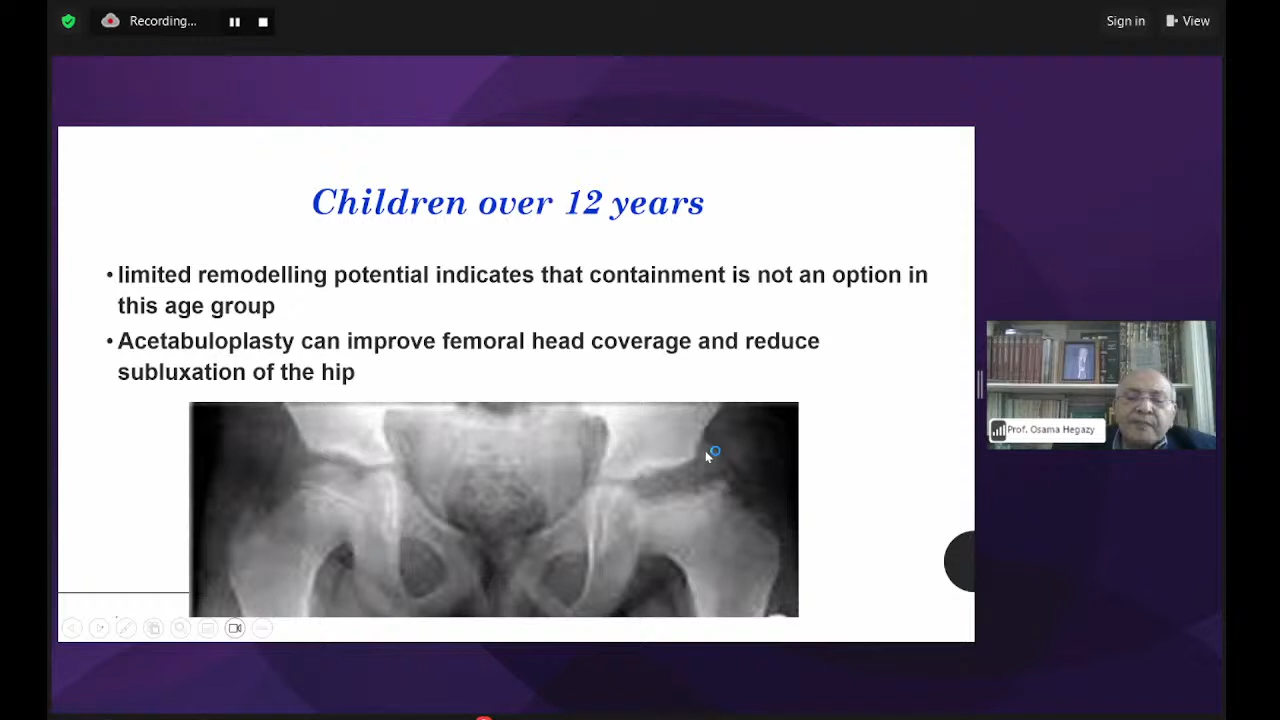 Recording...
Sign in
View
Children over 12 years
• limited remodelling potential indicates that containment is not an option in
this age group
• Acetabuloplasty can improve femoral head coverage and reduce
subluxation of the hip
Prof. Osama Hegazy